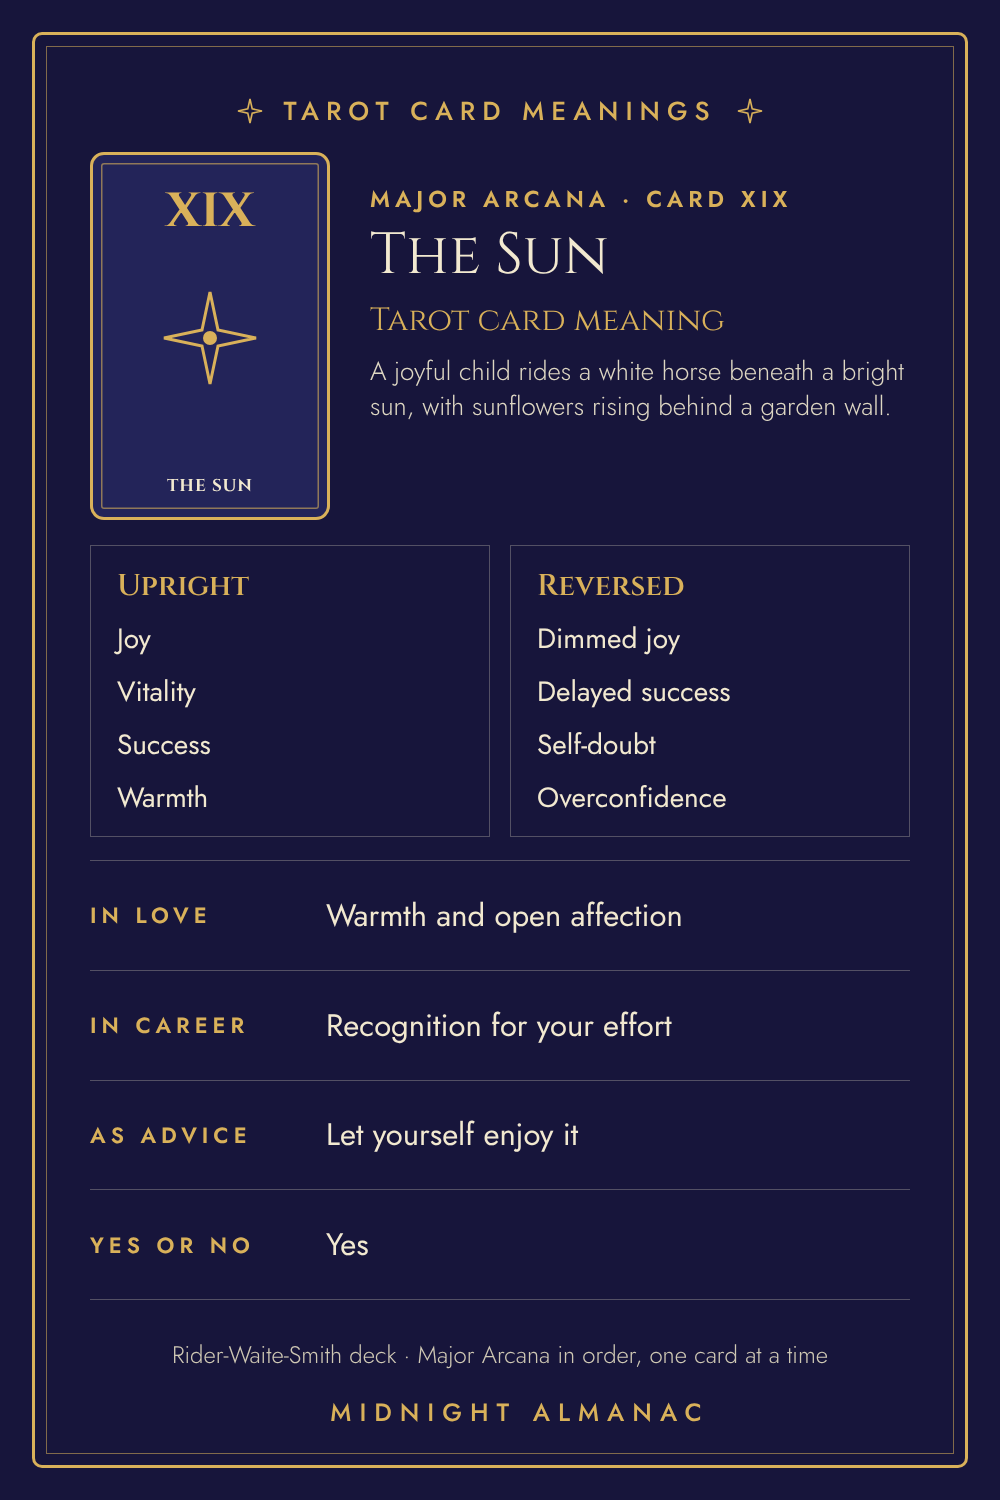 TAROT CARD MEANINGS
XIX
THE SUN
MAJOR ARCANA · CARD XIX
The Sun
Tarot card meaning
A joyful child rides a white horse beneath a bright
sun, with sunflowers rising behind a garden wall.
Upright
Joy
Vitality
Success
Warmth
Reversed
Dimmed joy
Delayed success
Self-doubt
Overconfidence
IN LOVE Warmth and open affection
IN CAREER Recognition for your effort
AS ADVICE Let yourself enjoy it
YES OR NO Yes
Rider-Waite-Smith deck · Major Arcana in order, one card at a time
MIDNIGHT ALMANAC